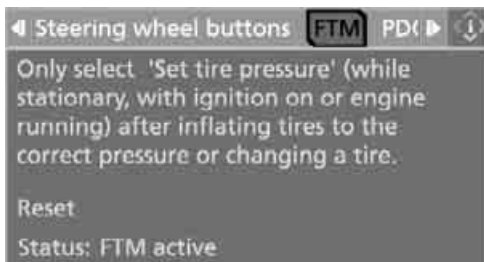 Steering wheel buttons FTM PDC
Only select 'Set tire pressure' (while
stationary, with ignition on or engine
running) after inflating tires to the
correct pressure or changing a tire.
Reset
Status: FTM active